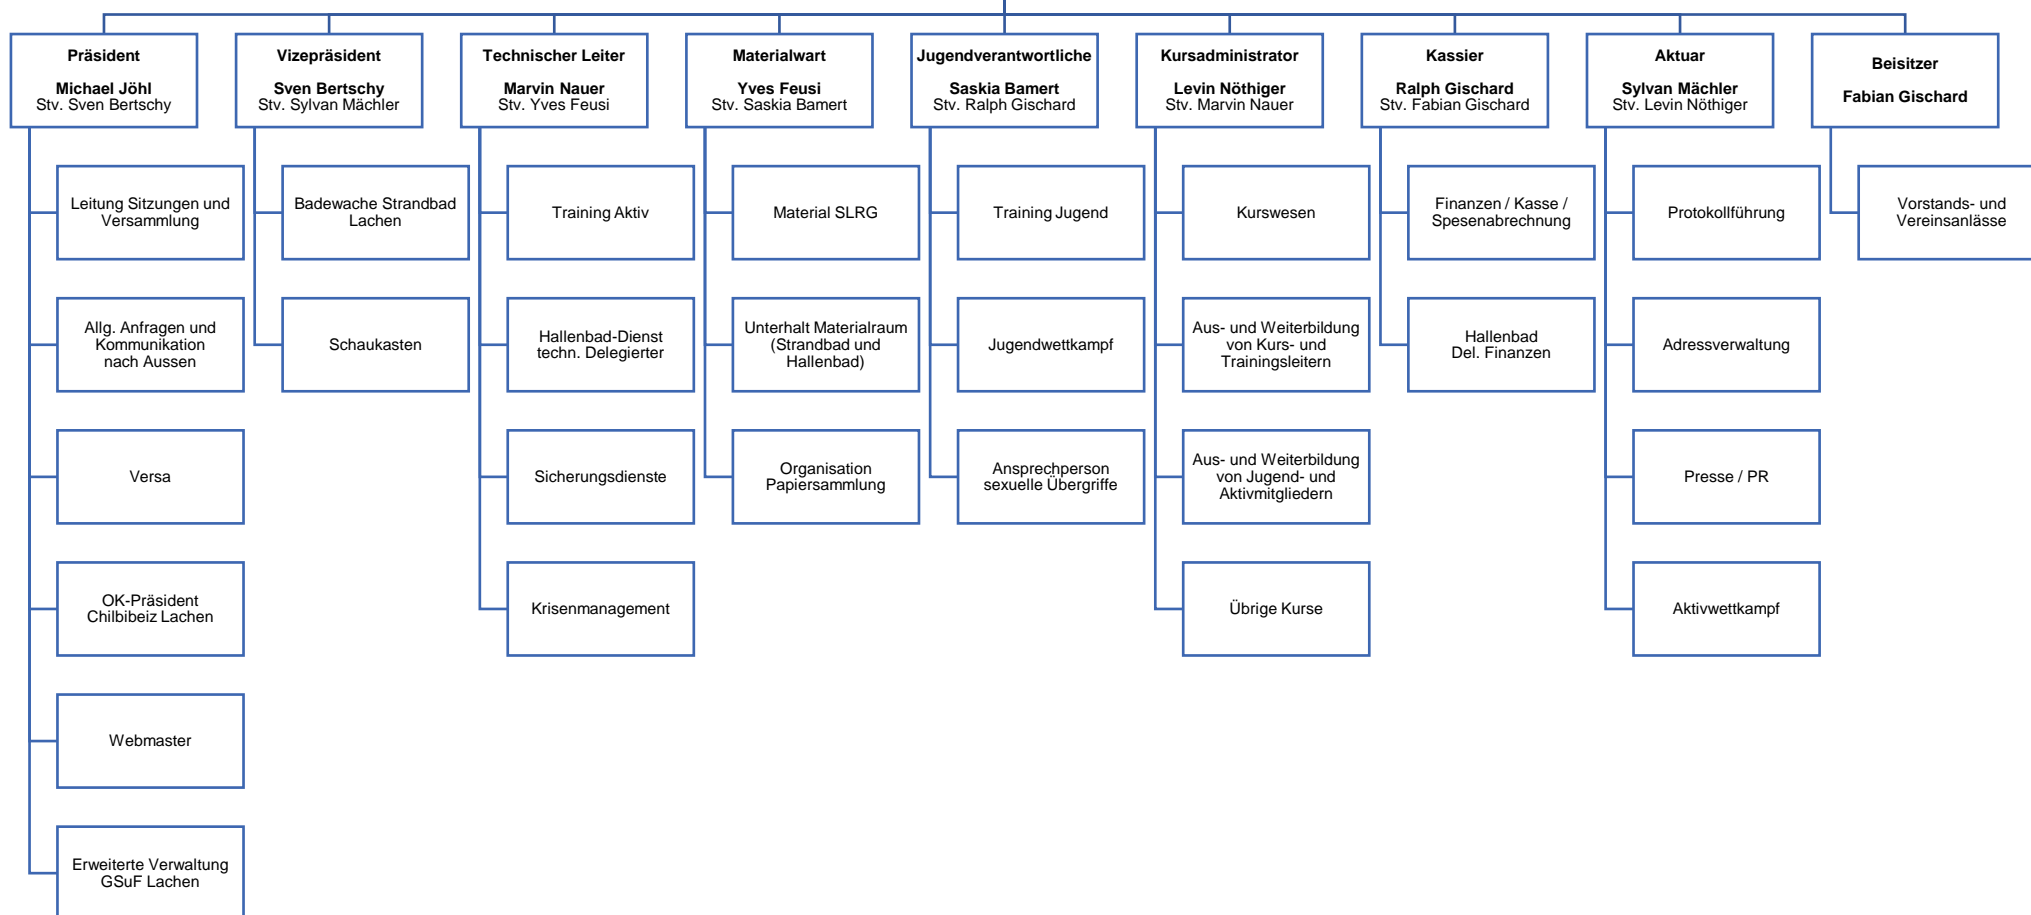 Präsident
Michael Jöhl
Stv. Sven Bertschy
Vizepräsident
Sven Bertschy
Stv. Sylvan Mächler
Technischer Leiter
Marvin Nauer
Stv. Yves Feusi
Materialwart
Yves Feusi
Stv. Saskia Bamert
Jugendverantwortliche
Saskia Bamert
Stv. Ralph Gischard
Kursadministrator
Levin Nöthiger
Stv. Marvin Nauer
Kassier
Ralph Gischard
Stv. Fabian Gischard
Aktuar
Sylvan Mächler
Stv. Levin Nöthiger
Beisitzer
Fabian Gischard
Leitung Sitzungen und
Versammlung
Badewache Strandbad
Lachen
Training Aktiv
Material SLRG
Training Jugend
Kurswesen
Finanzen / Kasse /
Spesenabrechnung
Protokollführung
Vorstands- und
Vereinsanlässe
Allg. Anfragen und
Kommunikation
nach Aussen
Schaukasten
Hallenbad-Dienst
techn. Delegierter
Unterhalt Materialraum
(Strandbad und
Hallenbad)
Jugendwettkampf
Aus- und Weiterbildung
von Kurs- und
Trainingsleitern
Hallenbad
Del. Finanzen
Adressverwaltung
Versa
Sicherungsdienste
Organisation
Papiersammlung
Ansprechperson
sexuelle Übergriffe
Aus- und Weiterbildung
von Jugend- und
Aktivmitgliedern
Presse / PR
OK-Präsident
Chilbibeiz Lachen
Krisenmanagement
Übrige Kurse
Aktivwettkampf
Webmaster
Erweiterte Verwaltung
GSuF Lachen